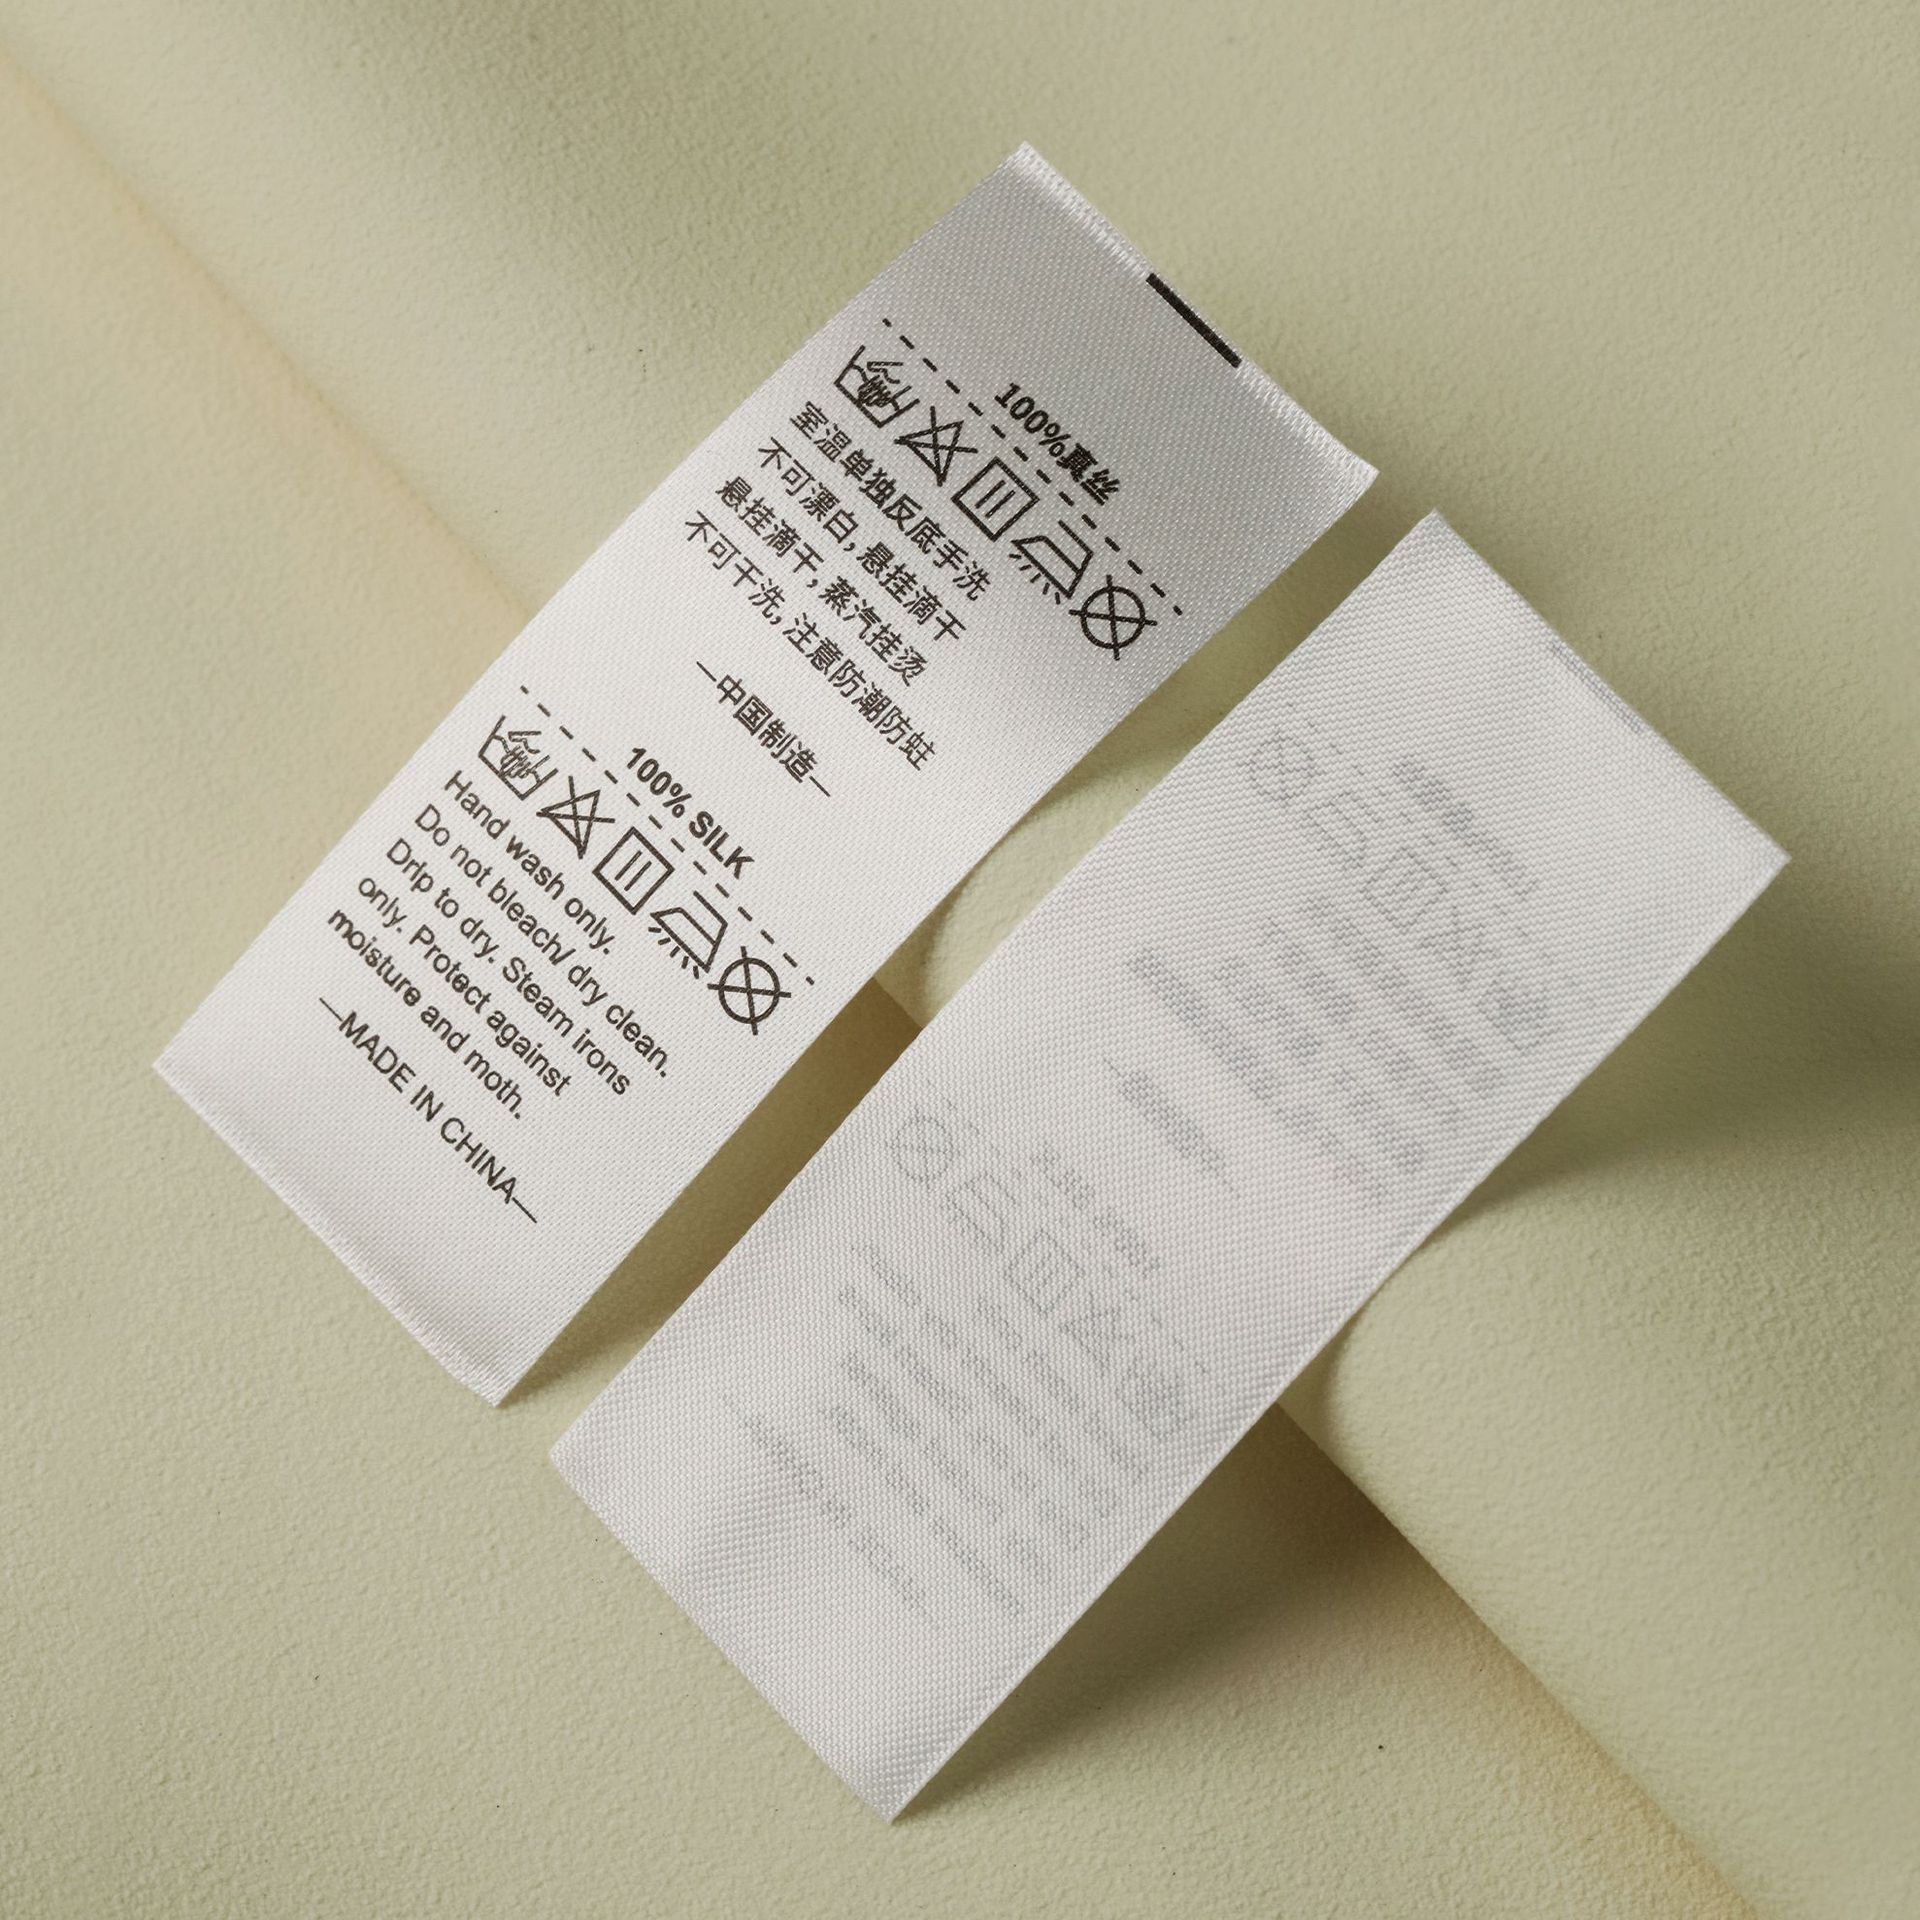 100%真丝
室温单独反底手洗
不可漂白,悬挂滴干
悬挂滴干,蒸汽挂烫
不可干洗,注意防潮防蛀
—中国制造—
100% SILK
Hand wash only.
Do not bleach/ dry clean.
Drip to dry. Steam irons
only. Protect against
moisture and moth.
—MADE IN CHINA—